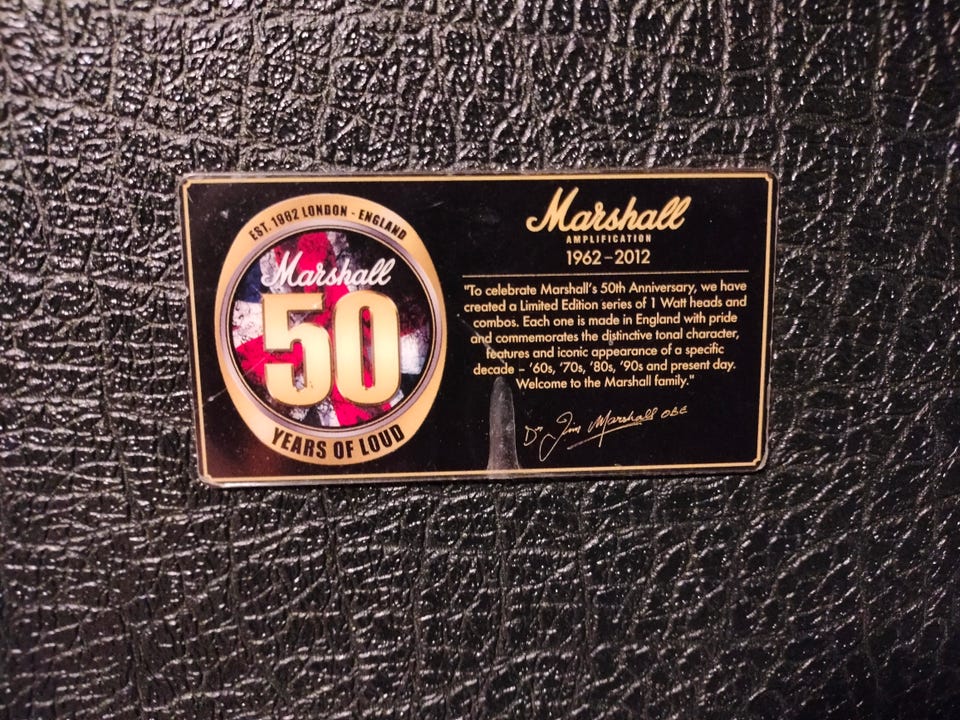 EST. 1962 LONDON - ENGLAND
Marshall
50
YEARS OF LOUD
Marshall
AMPLIFICATION
1962–2012
"To celebrate Marshall's 50th Anniversary, we have
created a Limited Edition series of 1 Watt heads and
combos. Each one is made in England with pride
and commemorates the distinctive tonal character,
features and iconic appearance of a specific
decade – '60s, '70s, '80s, '90s and present day.
Welcome to the Marshall family."
Dr Jim Marshall OBE